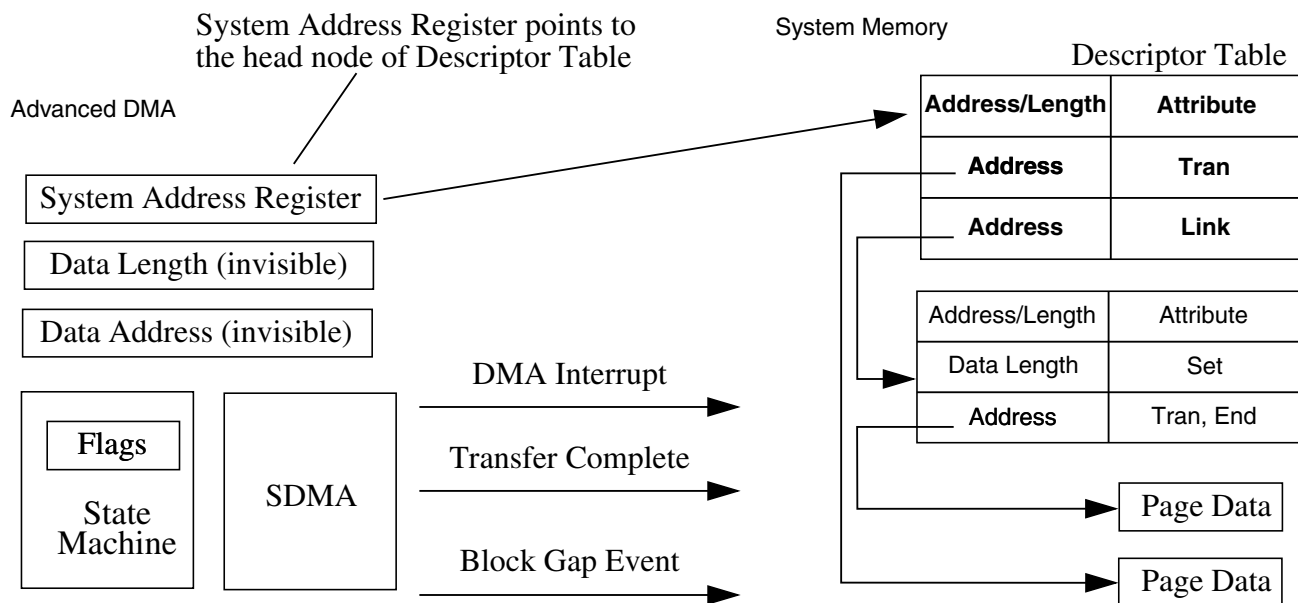 System Address Register points to
the head node of Descriptor Table
System Memory
Descriptor Table
Advanced DMA
Address/Length Attribute
Address Tran
Address Link
System Address Register
Data Length (invisible)
Data Address (invisible)
Address/Length Attribute
Data Length Set
Address Tran, End
Flags
State
Machine
SDMA
DMA Interrupt
Transfer Complete
Block Gap Event
Page Data
Page Data